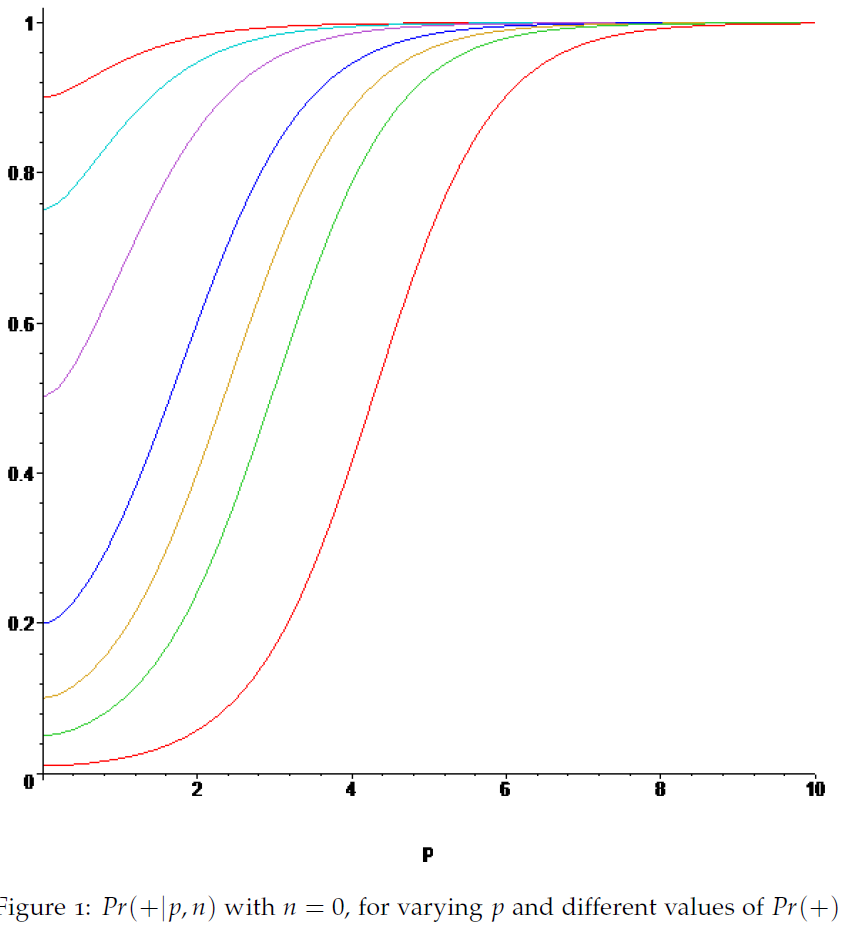 1
0.8
0.6
0.4
0.2
0
2 4 6 8 10
p
Figure 1: Pr(+|p, n) with n = 0, for varying p and different values of Pr(+)